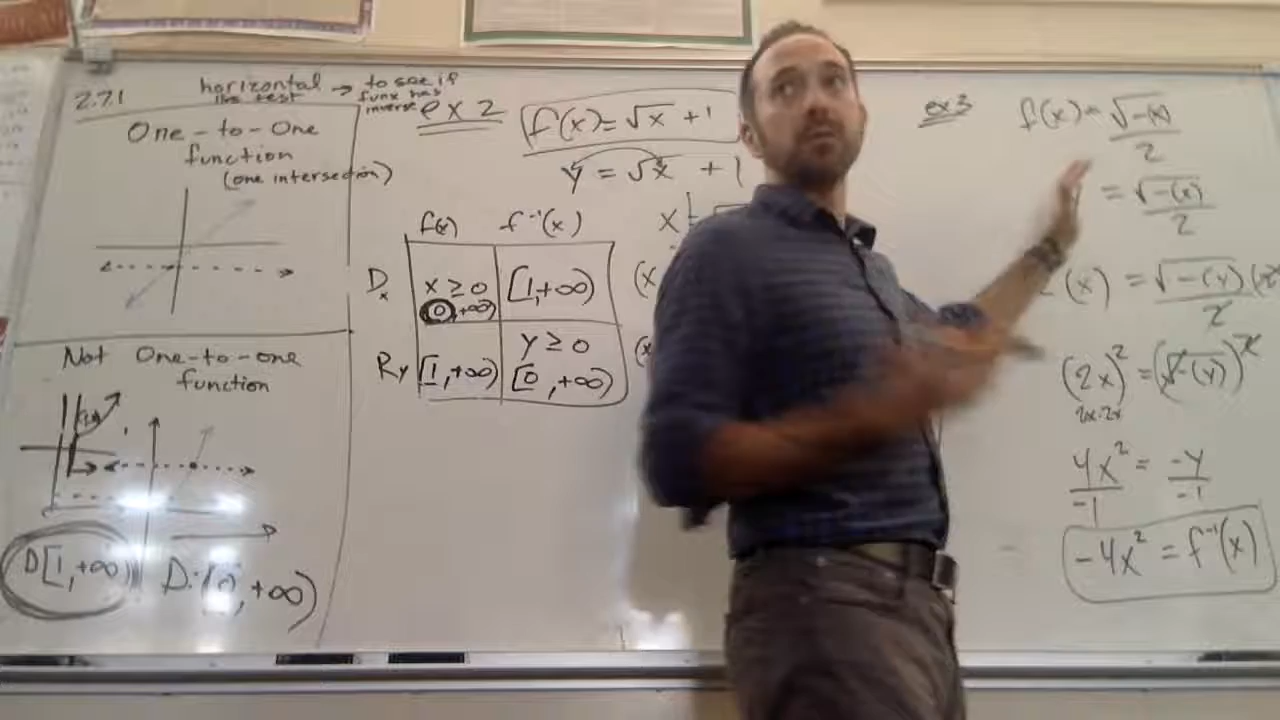 2.7.1
horizontal line test → to see if funx has inverse
One-to-One
function
(one intersection)
Not One-to-one
function
D[1,+∞)
D:(0,+∞)
ex 2
f(x)=√x +1
y = √x + 1
f(x) f⁻¹(x)
Dx x ≥ 0 [1,+∞)
[0,+∞)
Ry [1,+∞) y ≥ 0
[0,+∞)
x
(x
(x
ex 3
f(x) = √-(x) / 2
= √-(x) / 2
(x) = √-(y) / 2
(2x)² = (√-(y))²
2x·2x
4x² / -1 = -y / -1
-4x² = f⁻¹(x)